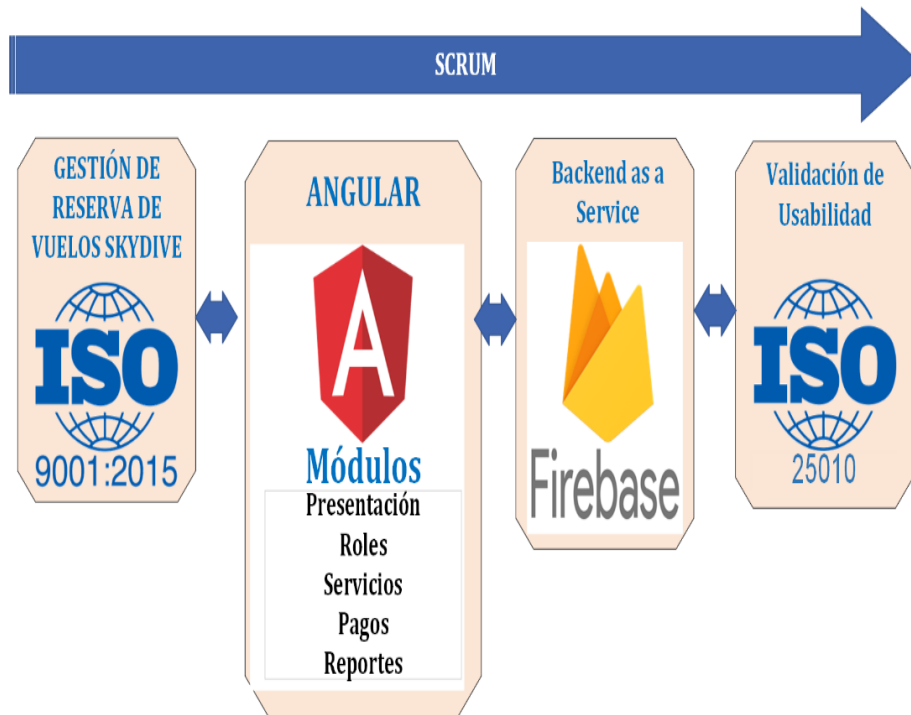 SCRUM
GESTIÓN DE
RESERVA DE
VUELOS SKYDIVE
ISO
9001:2015
ANGULAR
A
Módulos
Presentación
Roles
Servicios
Pagos
Reportes
Backend as a
Service
Firebase
Validación de
Usabilidad
ISO
25010